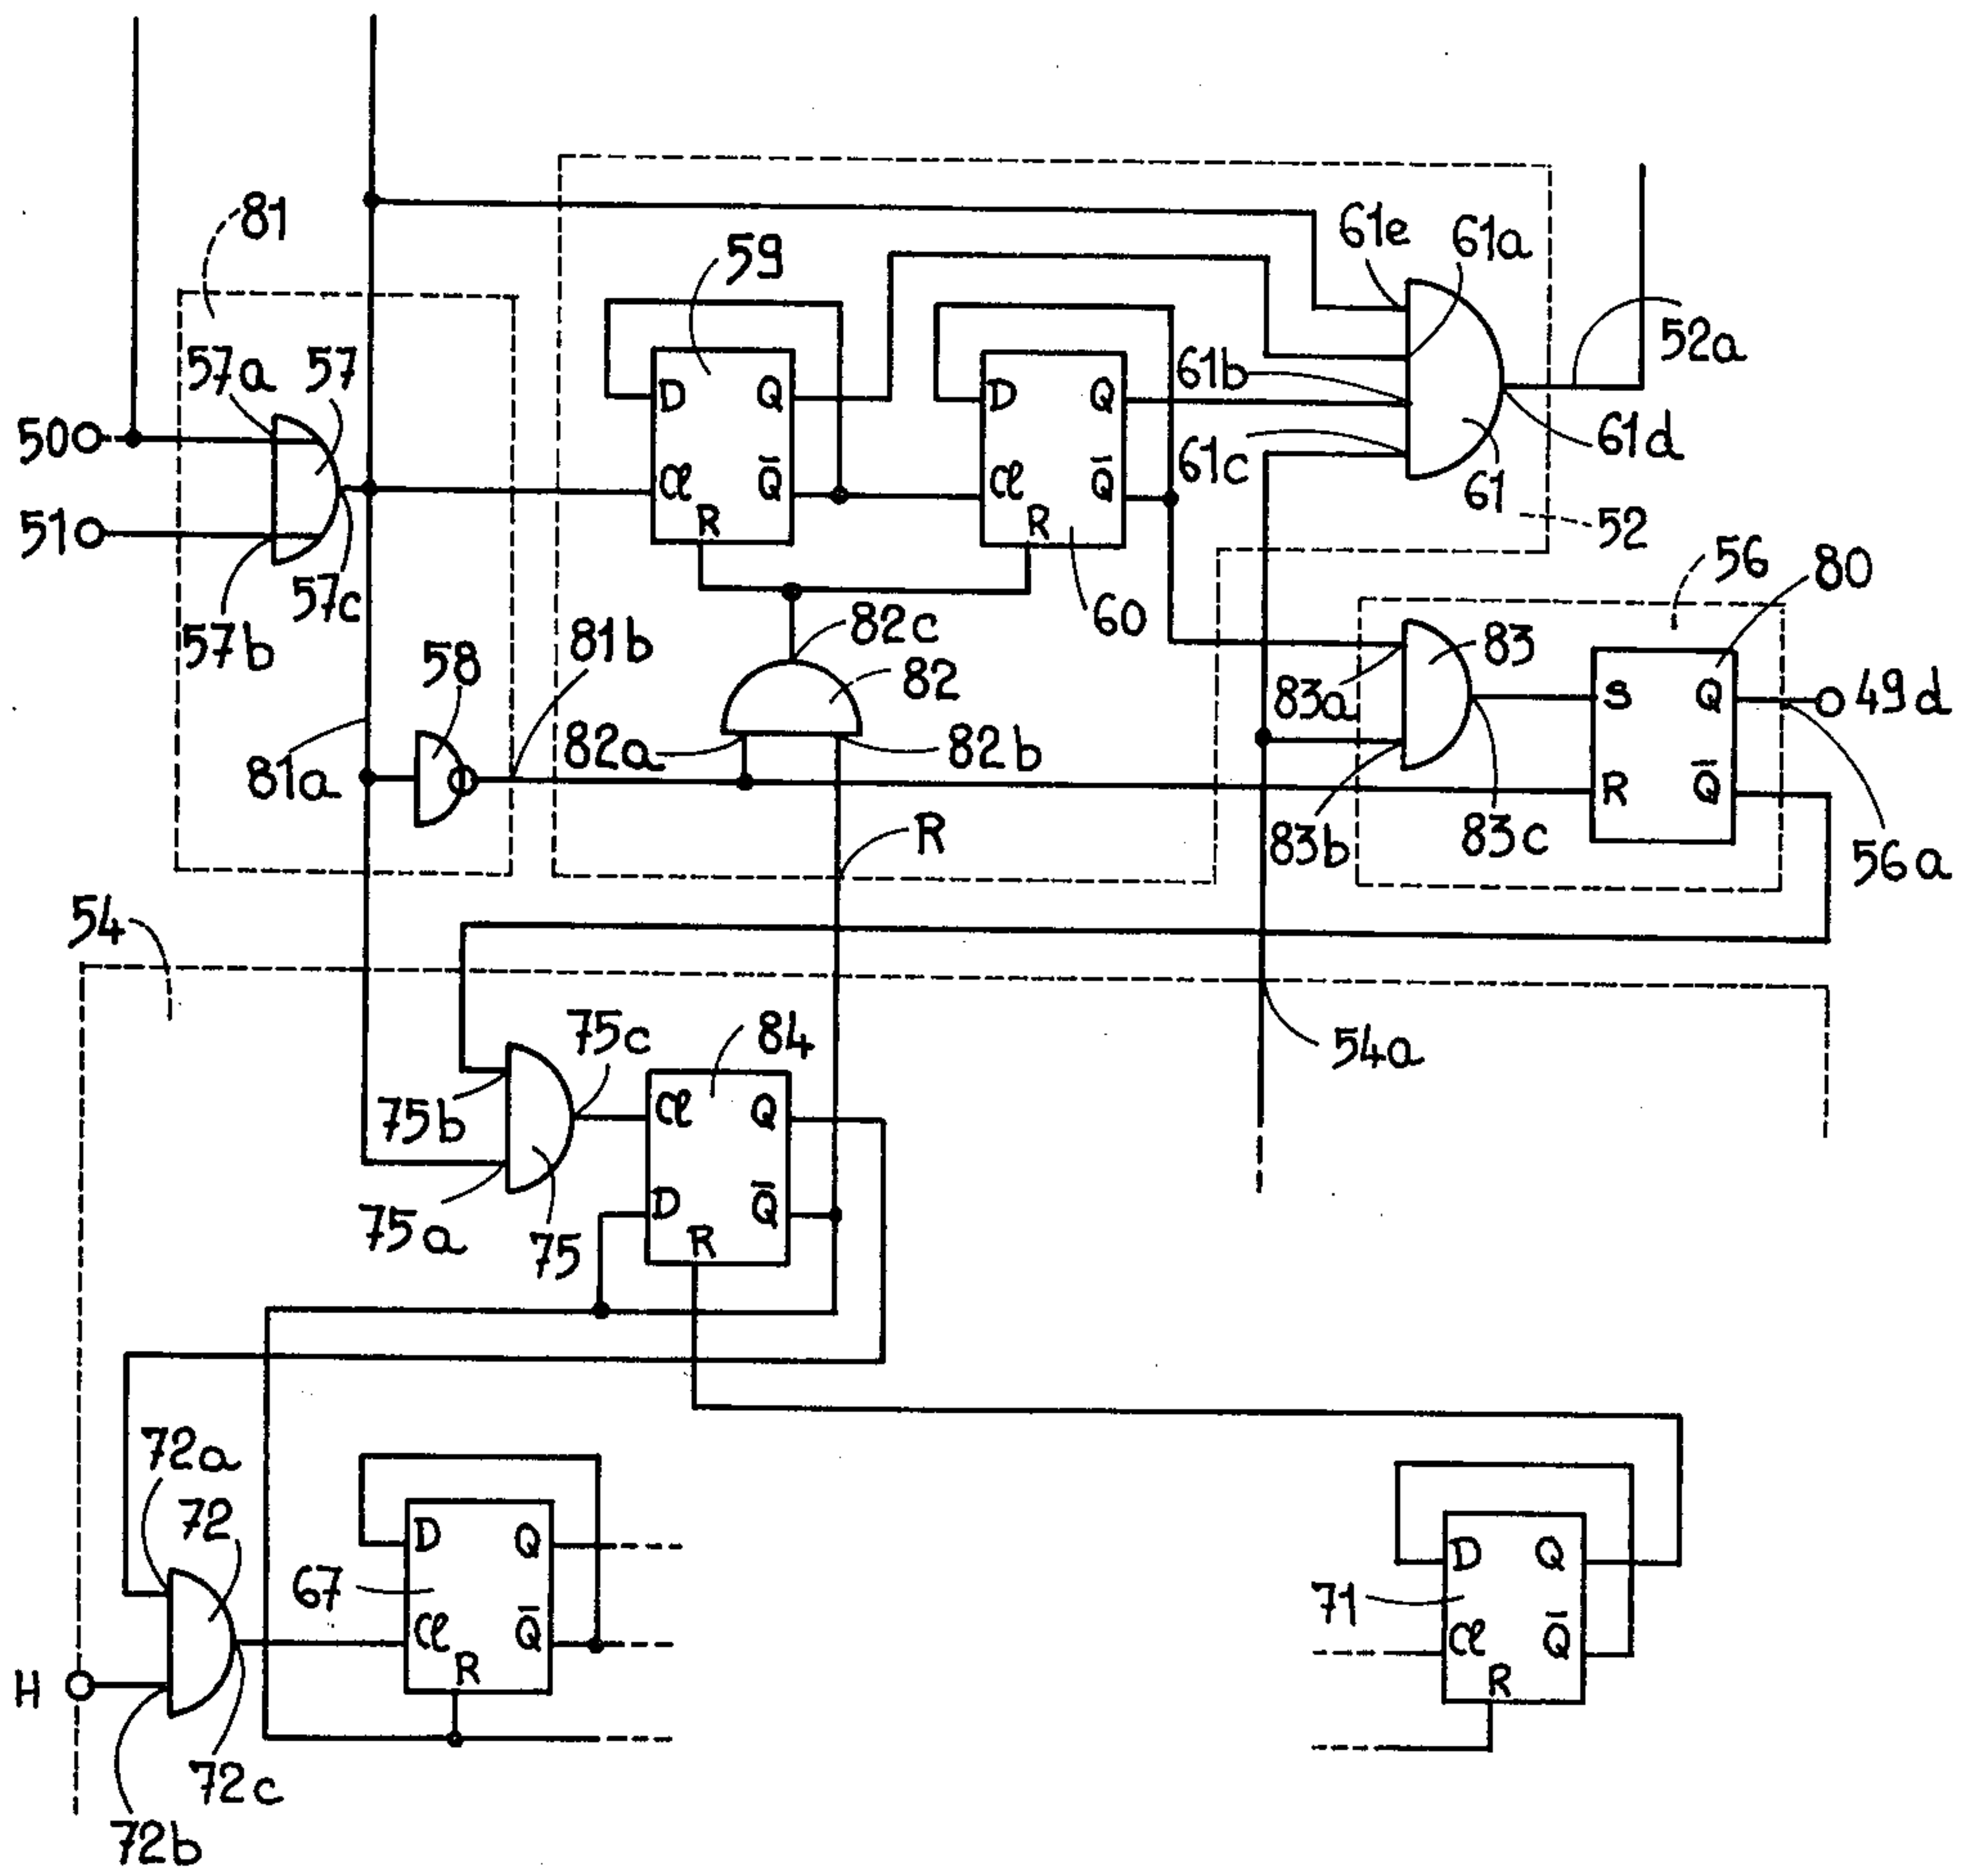 81
59
61e
61a
52a
57a
57
D
Q
D
Q
61b
50
61c
61d
Cl
Q̄
Cl
Q̄
61
51
R
R
52
57c
56
80
57b
58
81b
82c
60
83
82
83a
S
Q
49d
82a
82b
81a
R
Q̄
R
83b
83c
56a
54
75c
84
54a
75b
Cl
Q
D
Q̄
75a
75
R
72a
72
D
Q
D
Q
67
71
Cl
Q̄
Cl
Q̄
H
R
R
72c
72b